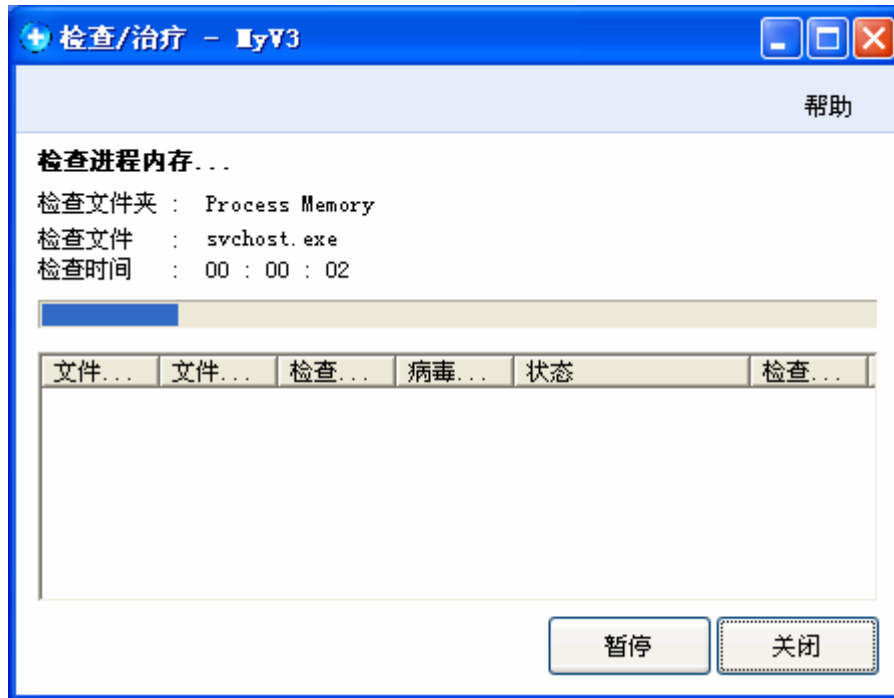 检查/治疗 - MyV3
帮助
检查进程内存...
检查文件夹 : Process Memory
检查文件 : svchost.exe
检查时间 : 00 : 00 : 02
文件... 文件... 检查... 病毒... 状态 检查...
暂停 关闭